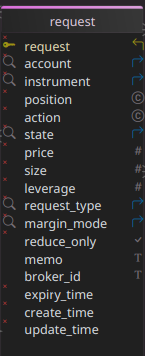 request
request
account
instrument
position
action
state
price
size
leverage
request_type
margin_mode
reduce_only
memo
broker_id
expiry_time
create_time
update_time